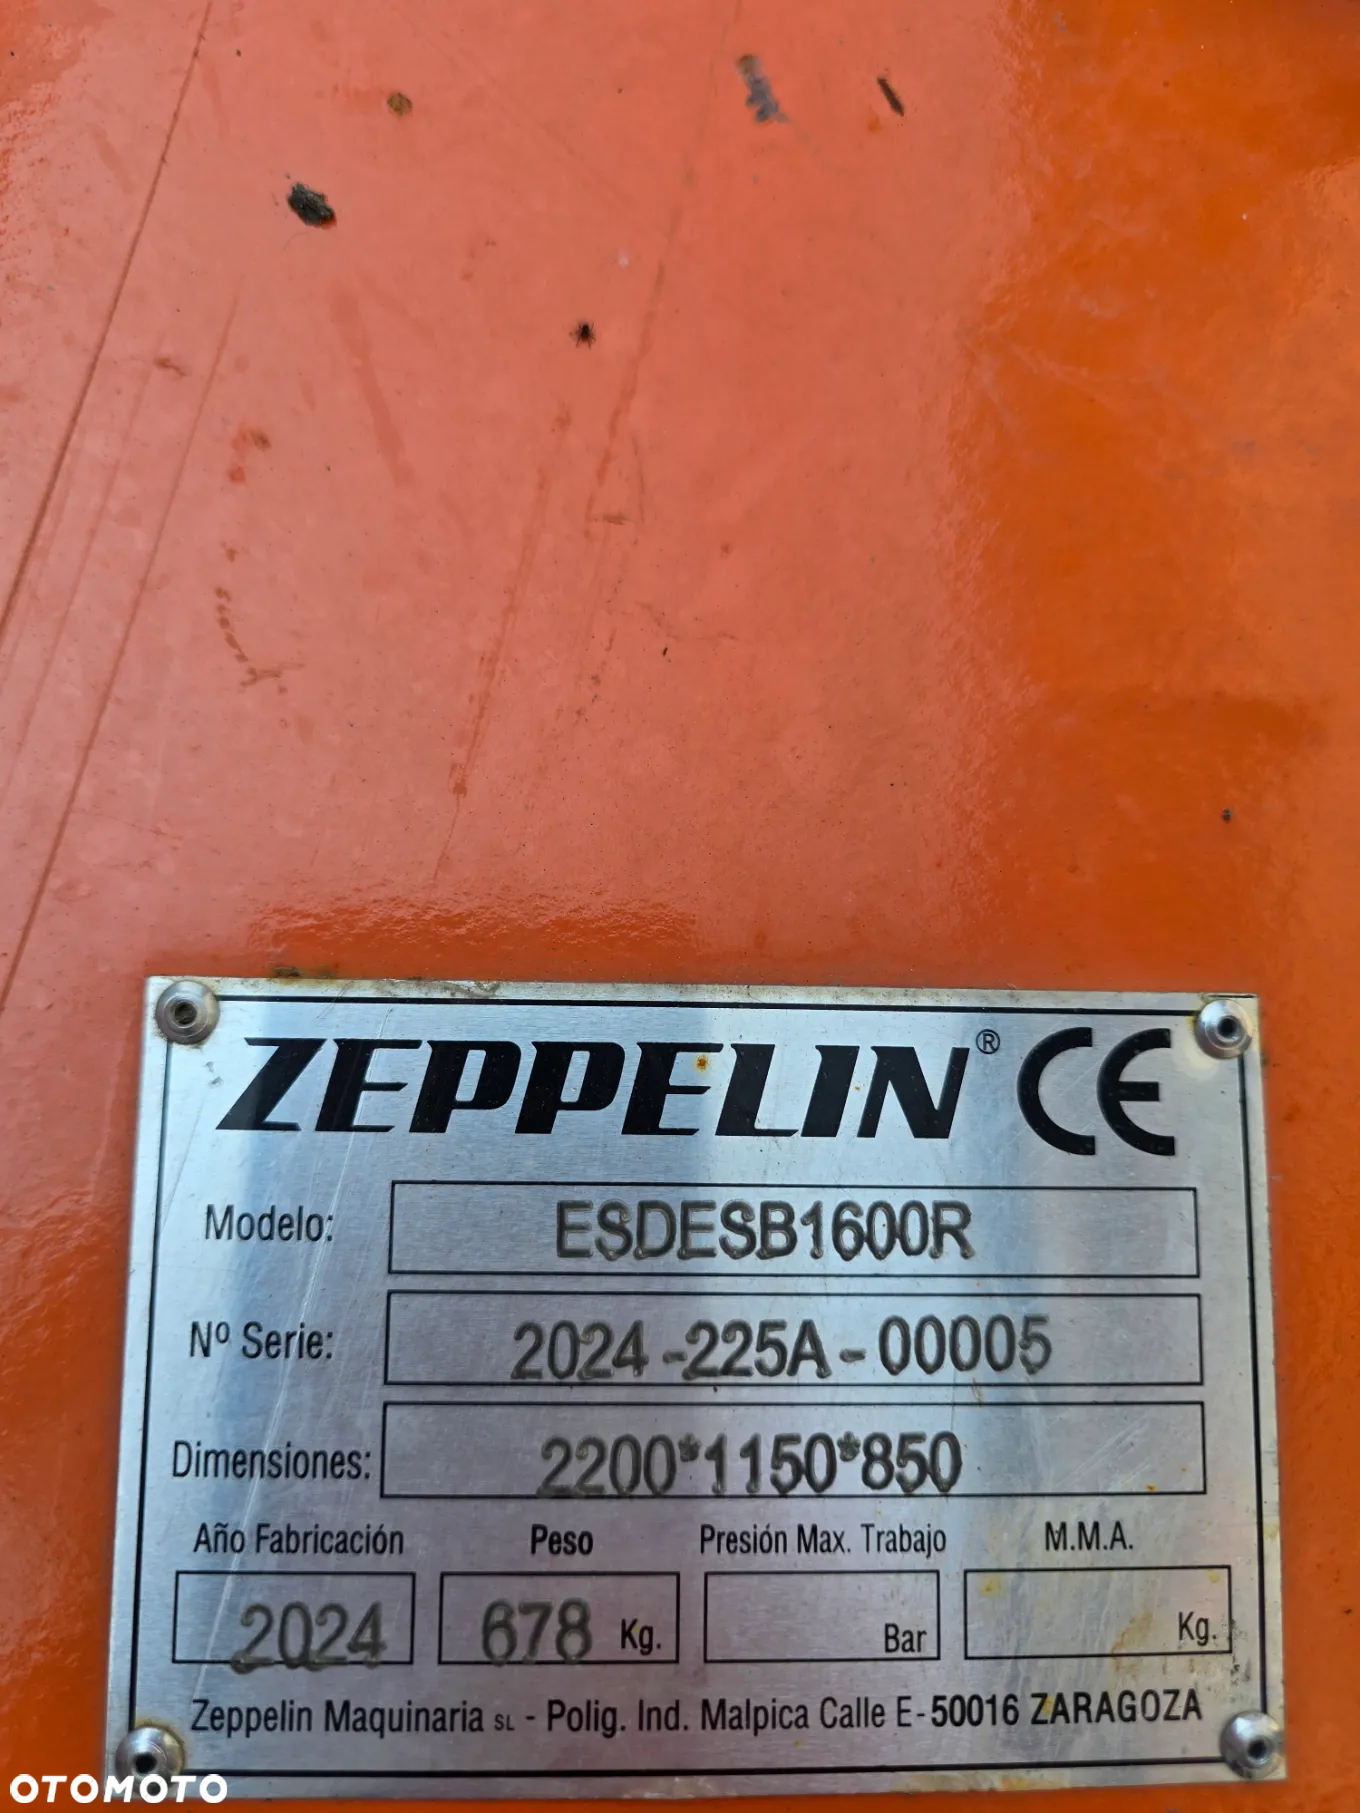 ZEPPELIN® CE
Modelo: ESDESB1600R
Nº Serie: 2024-225A-00005
Dimensiones: 2200*1150*850
Año Fabricación Peso Presión Max. Trabajo M.M.A.
2024 678 Kg. Bar Kg.
Zeppelin Maquinaria SL - Polig. Ind. Malpica Calle E-50016 ZARAGOZA
OTOMOTO